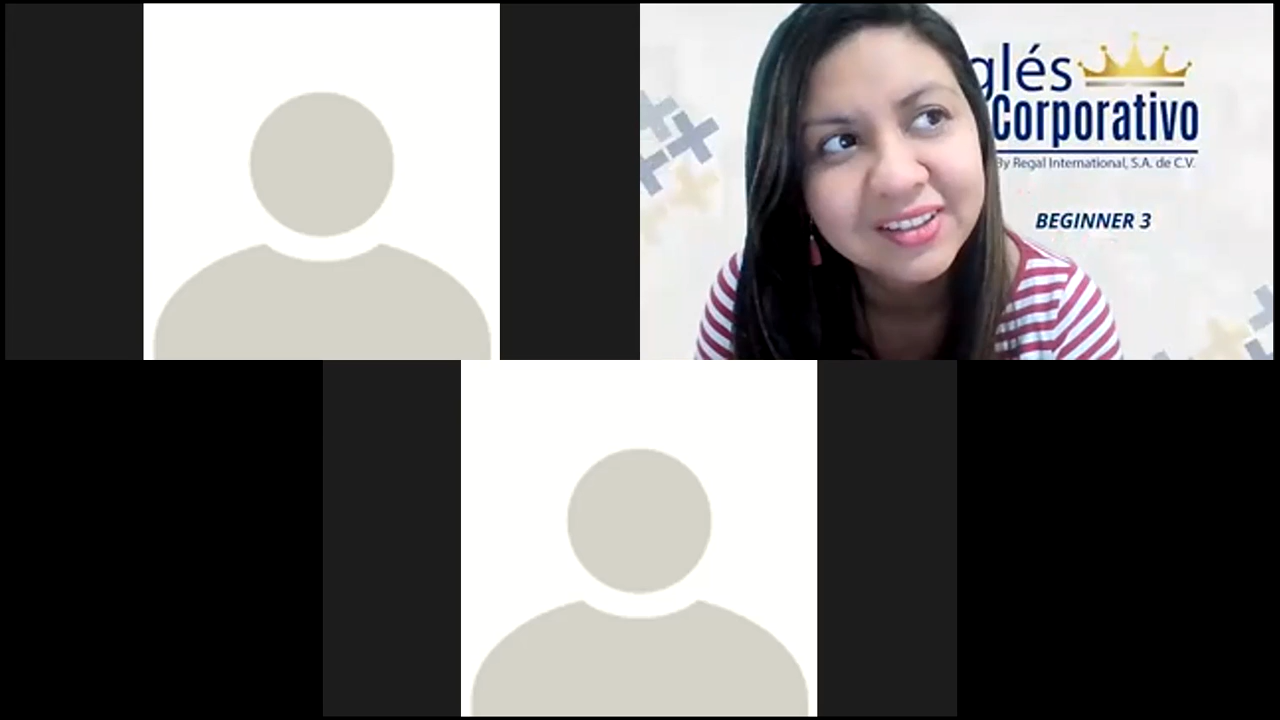 glés
Corporativo
By Regal International, S.A. de C.V.
BEGINNER 3